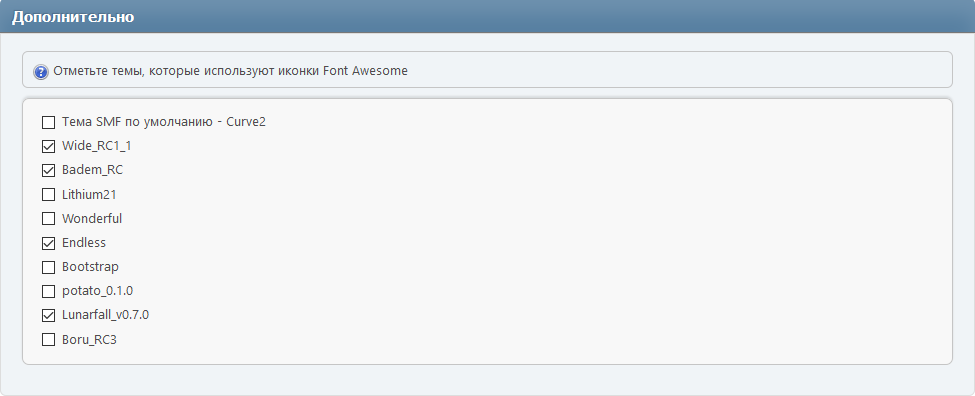 Дополнительно
Отметьте темы, которые используют иконки Font Awesome
Тема SMF по умолчанию - Curve2
Wide_RC1_1
Badem_RC
Lithium21
Wonderful
Endless
Bootstrap
potato_0.1.0
Lunarfall_v0.7.0
Boru_RC3